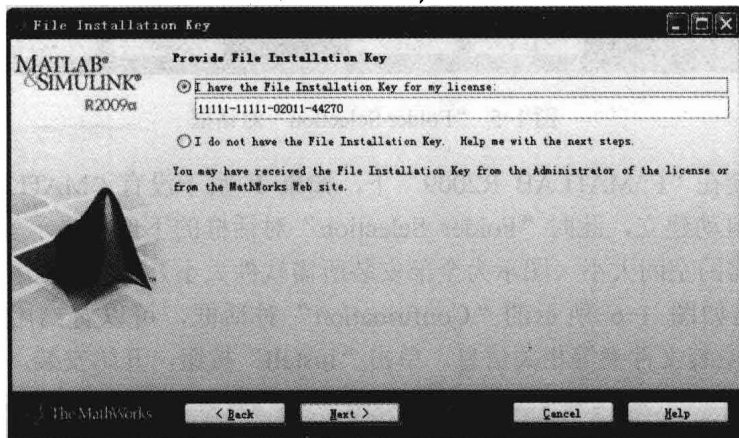 File Installation Key
MATLAB®
&SIMULINK®
R2009a
Provide File Installation Key
I have the File Installation Key for my license:
11111-11111-02011-44270
I do not have the File Installation Key. Help me with the next steps.
You may have received the File Installation Key from the Administrator of the license or
from the MathWorks Web site.
The MathWorks
< Back
Next >
Cancel
Help